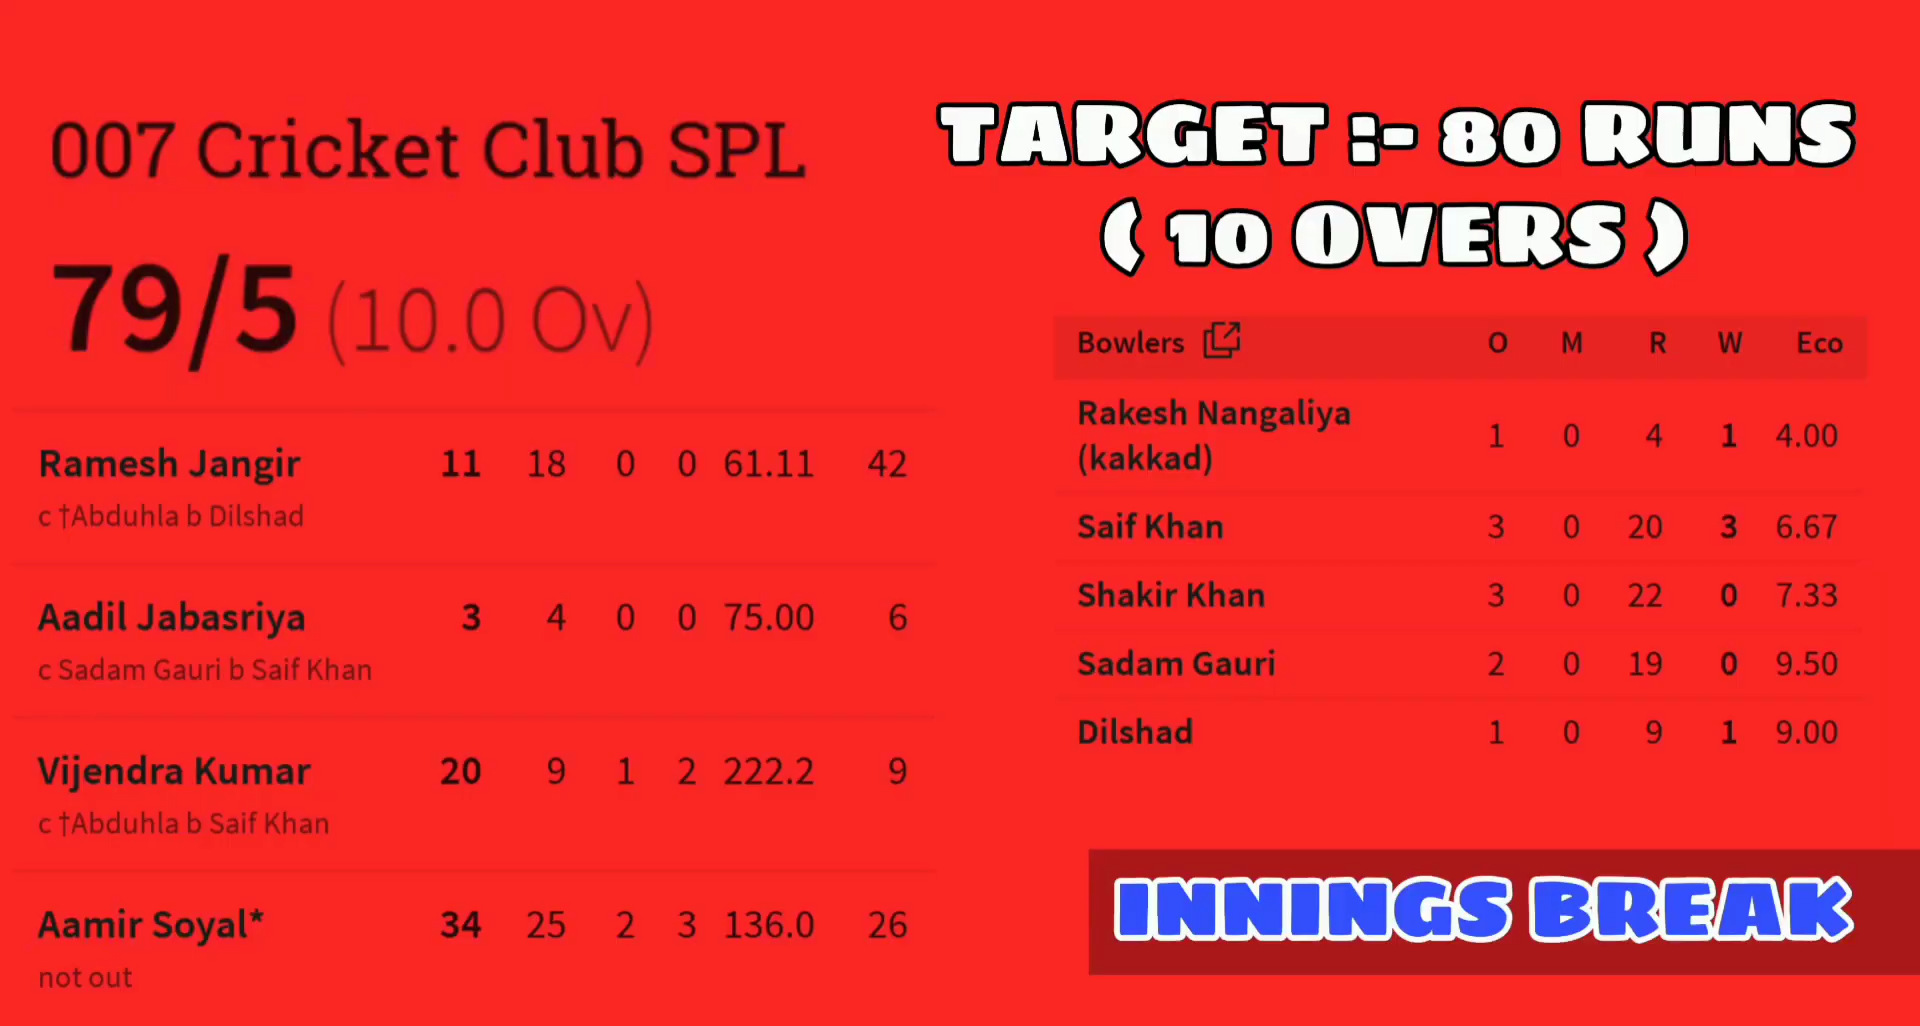 007 Cricket Club SPL
79/5 (10.0 Ov)
Ramesh Jangir 11 18 0 0 61.11 42
c †Abduhla b Dilshad
Aadil Jabasriya 3 4 0 0 75.00 6
c Sadam Gauri b Saif Khan
Vijendra Kumar 20 9 1 2 222.2 9
c †Abduhla b Saif Khan
Aamir Soyal* 34 25 2 3 136.0 26
not out
TARGET :- 80 RUNS
( 10 OVERS )
Bowlers O M R W Eco
Rakesh Nangaliya
(kakkad) 1 0 4 1 4.00
Saif Khan 3 0 20 3 6.67
Shakir Khan 3 0 22 0 7.33
Sadam Gauri 2 0 19 0 9.50
Dilshad 1 0 9 1 9.00
INNINGS BREAK